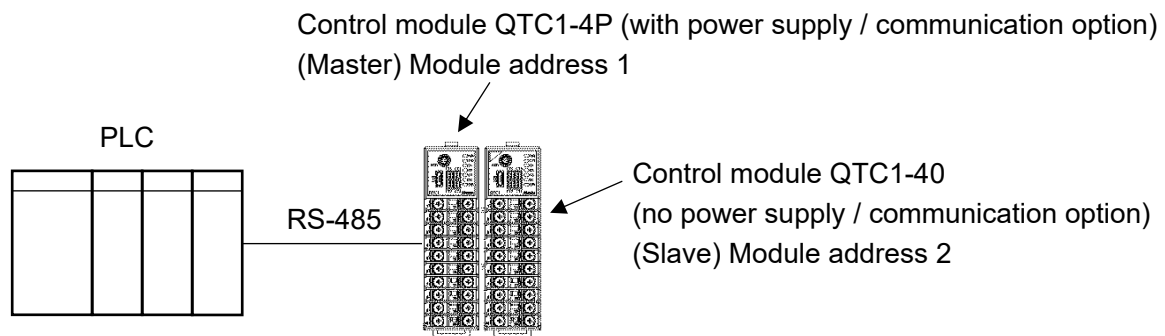 Control module QTC1-4P (with power supply / communication option)
(Master) Module address 1
PLC
RS-485
Control module QTC1-40
(no power supply / communication option)
(Slave) Module address 2